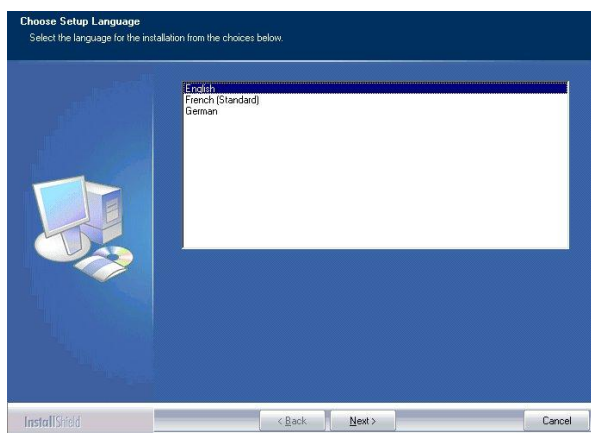 Choose Setup Language
Select the language for the installation from the choices below.
English
French (Standard)
German
InstallShield
< Back
Next >
Cancel